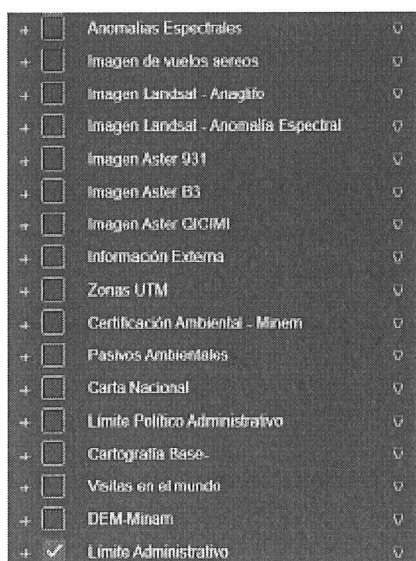 Anomalías Espectrales
Imagen de vuelos aereos
Imagen Landsat - Anaglifo
Imagen Landsat - Anomalía Espectral
Imagen Aster 931
Imagen Aster B3
Imagen Aster QICIMI
Información Externa
Zonas UTM
Certificación Ambiental - Minem
Pasivos Ambientales
Carta Nacional
Límite Político Administrativo
Cartografía Base-
Visitas en el mundo
DEM-Minam
Límite Administrativo